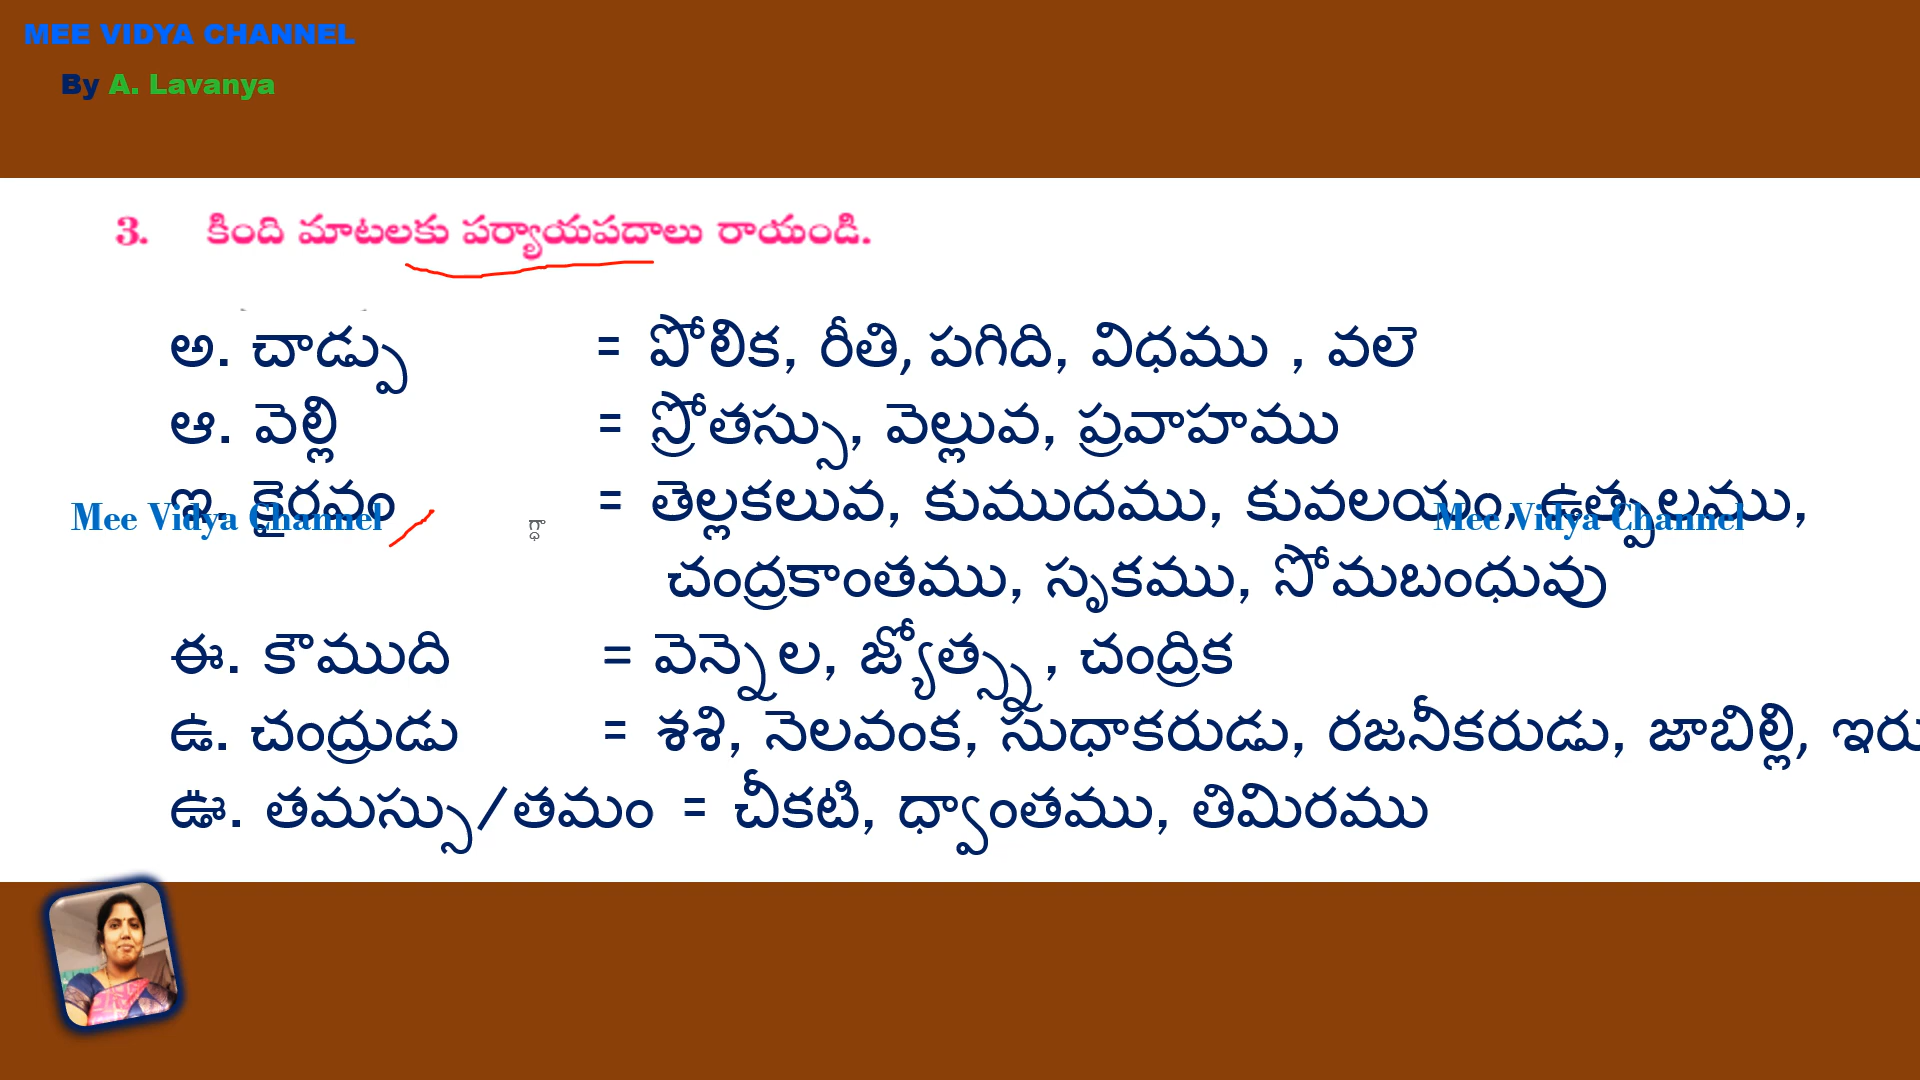 MEE VIDYA CHANNEL
By A. Lavanya
3. కింది మాటలకు పర్యాయపదాలు రాయండి.
అ. చాడ్పు = పోలిక, రీతి, పగిది, విధము , వలె
ఆ. వెల్లి = స్రోతస్సు, వెల్లువ, ప్రవాహము
ఇ. కైరవం = తెల్లకలువ, కుముదము, కువలయం, ఉత్పలము,
Mee Vidya Channel Mee Vidya Channel
చంద్రకాంతము, సృకము, సోమబంధువు
ఈ. కౌముది = వెన్నెల, జ్యోత్స్న, చంద్రిక
ఉ. చంద్రుడు = శశి, నెలవంక, సుధాకరుడు, రజనీకరుడు, జాబిల్లి,
ఊ. తమస్సు/తమం = చీకటి, ధ్వాంతము, తిమిరము